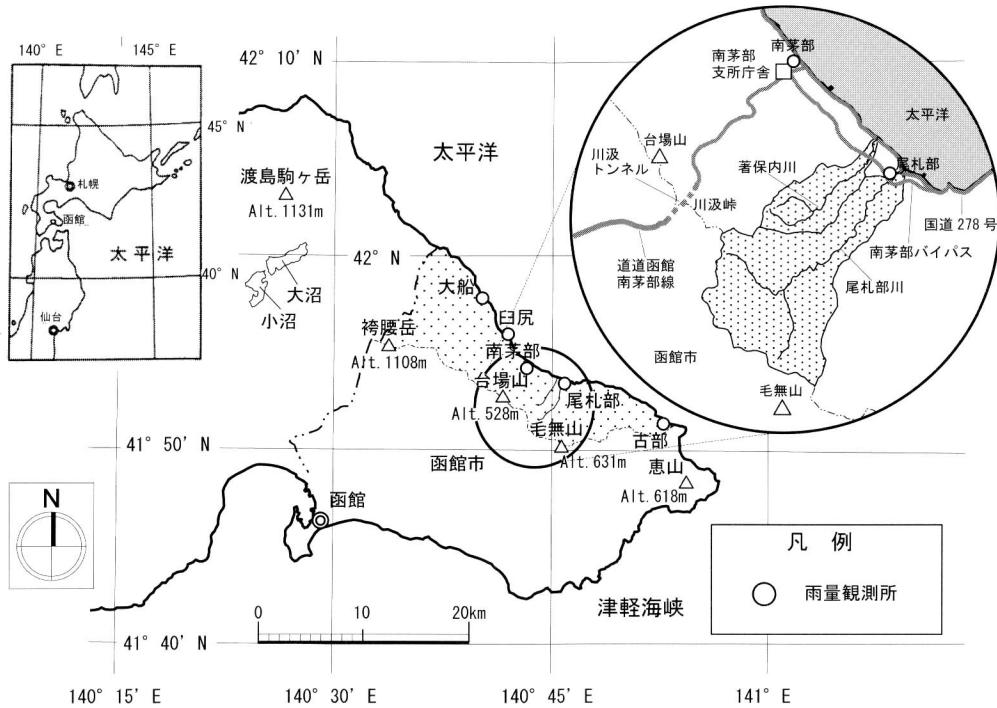 140° E
145° E
45° N
40° N
札幌
函館
太平洋
仙台
42° 10' N
42° N
41° 50' N
41° 40' N
140° 15' E
140° 30' E
140° 45' E
141° E
太平洋
渡島駒ヶ岳
Alt. 1131m
大沼
小沼
大船
臼尻
袴腰岳
Alt. 1108m
南茅部
台場山
Alt. 528m
尾札部
毛無山
Alt. 631m
古部
恵山
Alt. 618m
函館市
函館
津軽海峡
N
0 10 20km
南茅部
南茅部
支所庁舎
太平洋
台場山
川汲
トンネル
川汲峠
著保内川
尾札部
国道 278 号
南茅部バイパス
尾札部川
道道函館
南茅部線
函館市
毛無山
凡 例
雨量観測所